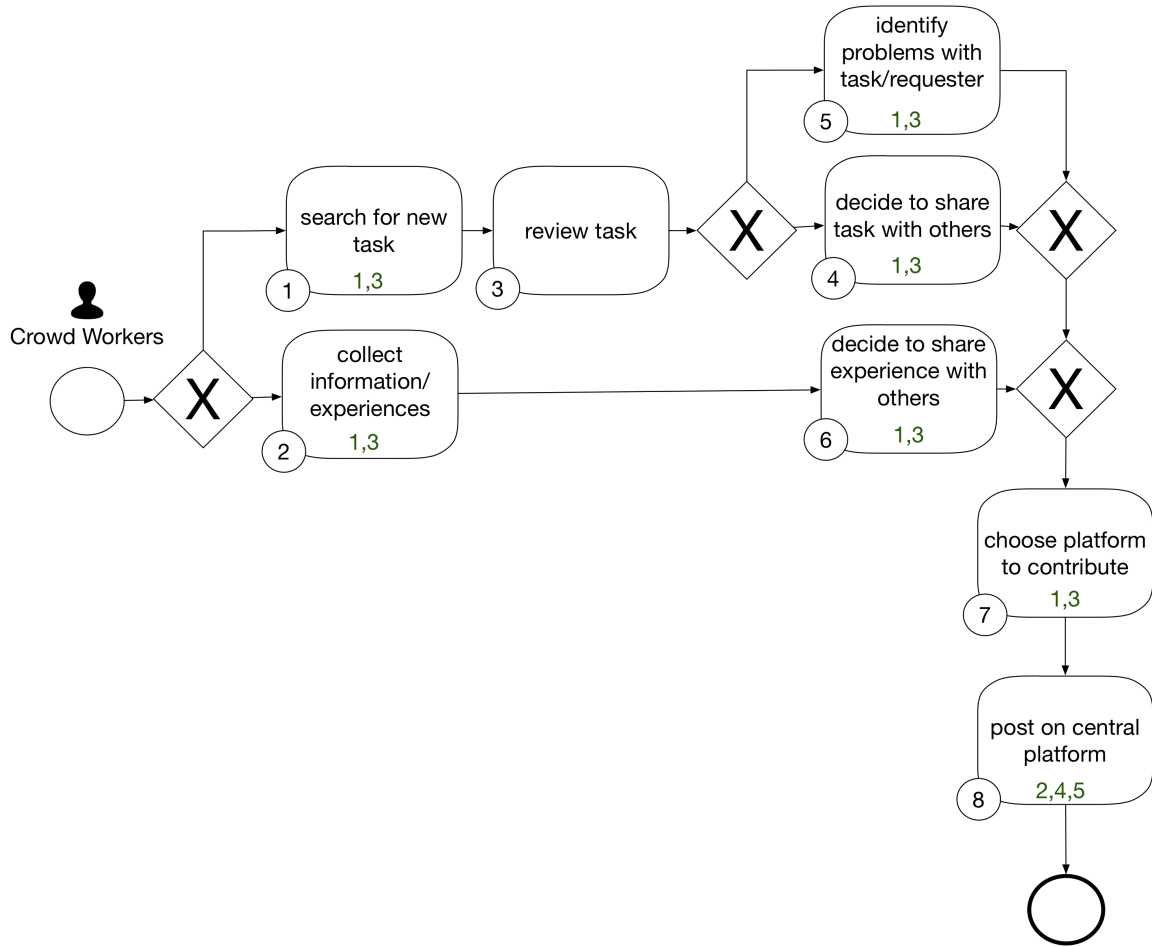 identify
problems with
task/requester
1,3
5
decide to share
task with others
1,3
4
search for new
task
1,3
1
review task
3
X
X
Crowd Workers
X
collect
information/
experiences
1,3
2
decide to share
experience with
others
1,3
6
X
choose platform
to contribute
1,3
7
post on central
platform
2,4,5
8